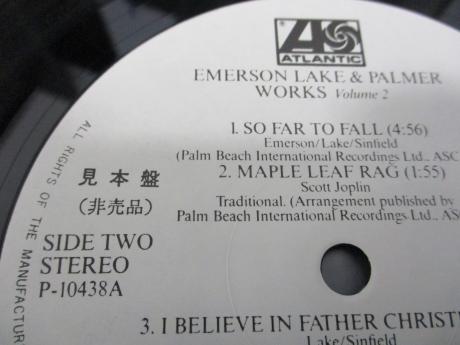 ATLANTIC
EMERSON LAKE & PALMER
WORKS Volume 2
1. SO FAR TO FALL (4:56)
Emerson/Lake/Sinfield
(Palm Beach International Recordings Ltd., ASC
2. MAPLE LEAF RAG (1:55)
Scott Joplin
Traditional. (Arrangement published by
Palm Beach International Recordings Ltd., ASC
見本盤
(非売品)
SIDE TWO
STEREO
P-10438A
3. I BELIEVE IN FATHER CHRIST
Lake/Sinfield
ALL RIGHTS OF THE MANUFACTUR